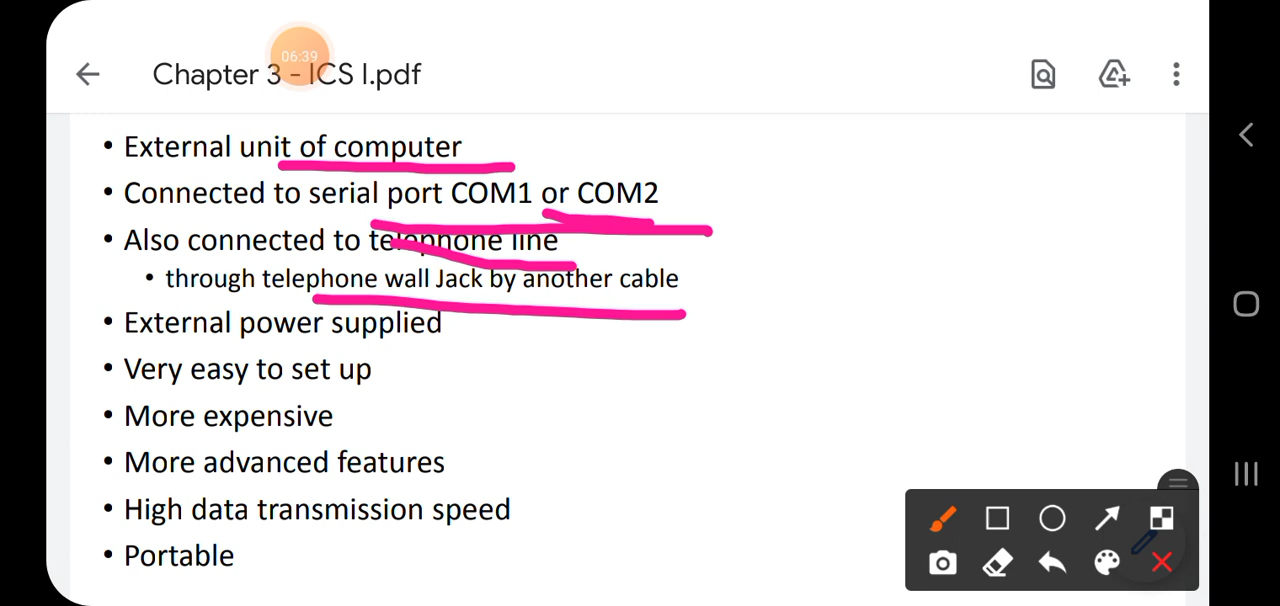 06:39
Chapter 3 - ICS I.pdf
• External unit of computer
• Connected to serial port COM1 or COM2
• Also connected to telephone line
• through telephone wall Jack by another cable
• External power supplied
• Very easy to set up
• More expensive
• More advanced features
• High data transmission speed
• Portable